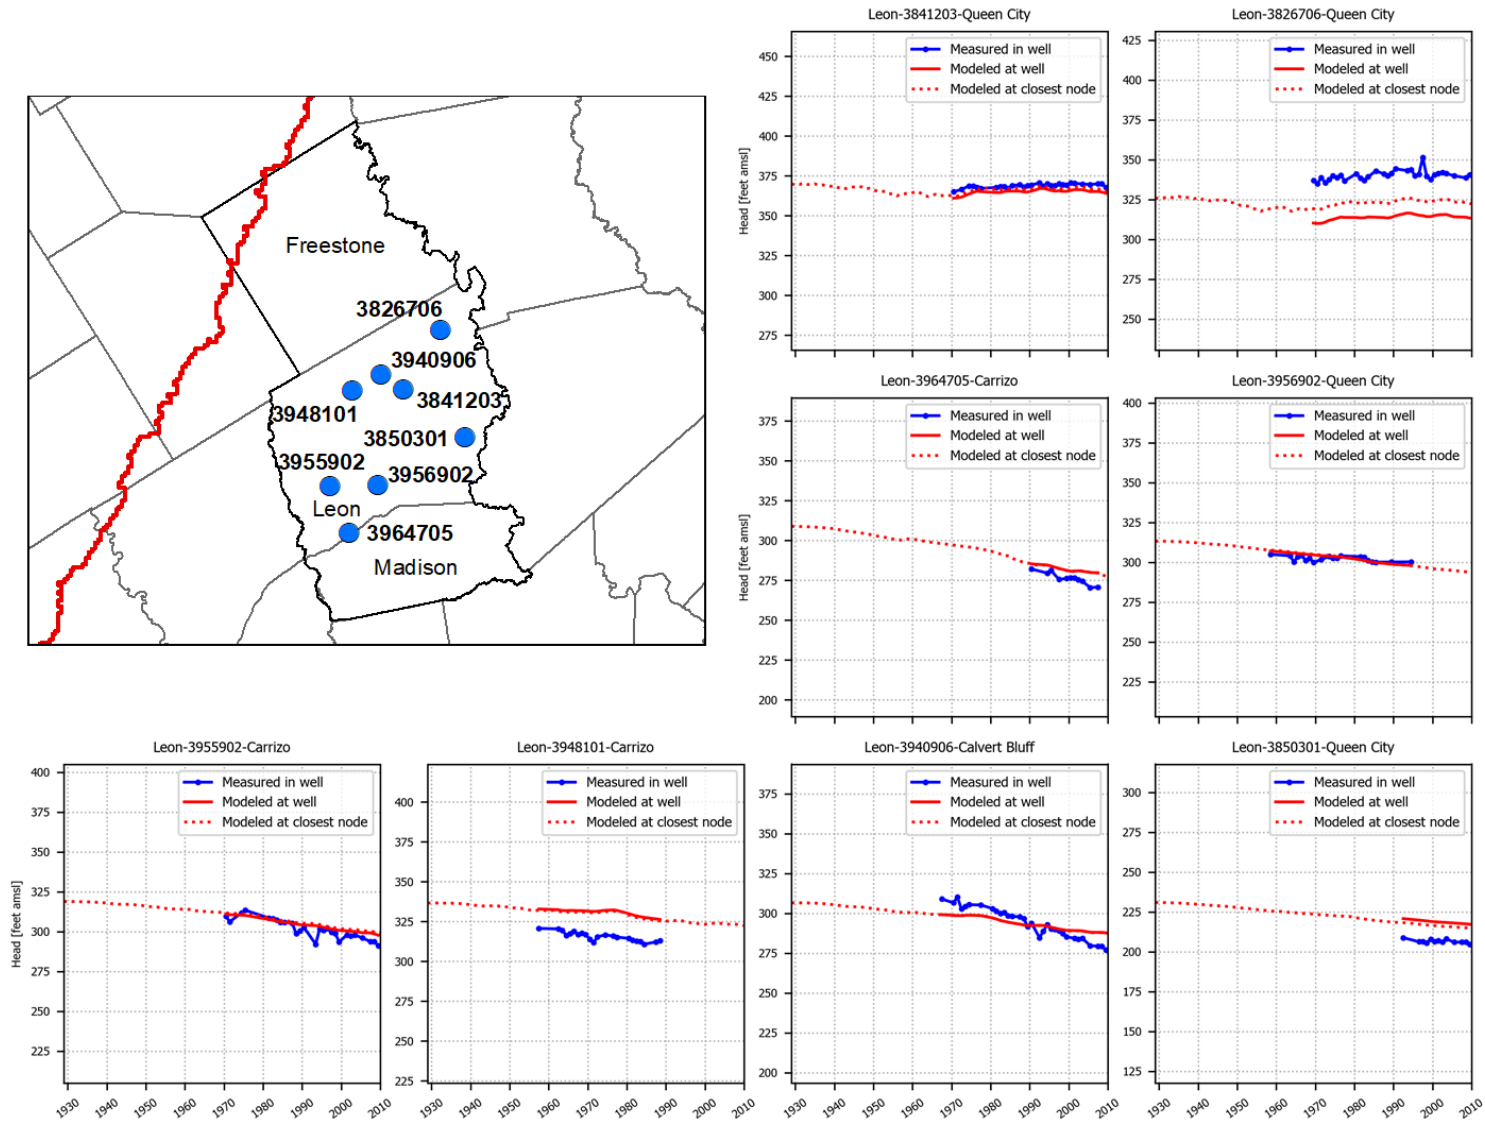 Freestone
3826706
3940906
3948101
3841203
3850301
3955902
3956902
Leon
3964705
Madison
Leon-3841203-Queen City
Measured in well
Modeled at well
Modeled at closest node
Head [feet amsl]
450
425
400
375
350
325
300
275
Leon-3826706-Queen City
Measured in well
Modeled at well
Modeled at closest node
425
400
375
350
325
300
275
250
Leon-3964705-Carrizo
Measured in well
Modeled at well
Modeled at closest node
Head [feet amsl]
375
350
325
300
275
250
225
200
Leon-3956902-Queen City
Measured in well
Modeled at well
Modeled at closest node
400
375
350
325
300
275
250
225
Leon-3955902-Carrizo
Measured in well
Modeled at well
Modeled at closest node
Head [feet amsl]
400
375
350
325
300
275
250
225
1930 1940 1950 1960 1970 1980 1990 2000 2010
Leon-3948101-Carrizo
Measured in well
Modeled at well
Modeled at closest node
400
375
350
325
300
275
250
225
1930 1940 1950 1960 1970 1980 1990 2000 2010
Leon-3940906-Calvert Bluff
Measured in well
Modeled at well
Modeled at closest node
375
350
325
300
275
250
225
200
1930 1940 1950 1960 1970 1980 1990 2000 2010
Leon-3850301-Queen City
Measured in well
Modeled at well
Modeled at closest node
300
275
250
225
200
175
150
125
1930 1940 1950 1960 1970 1980 1990 2000 2010